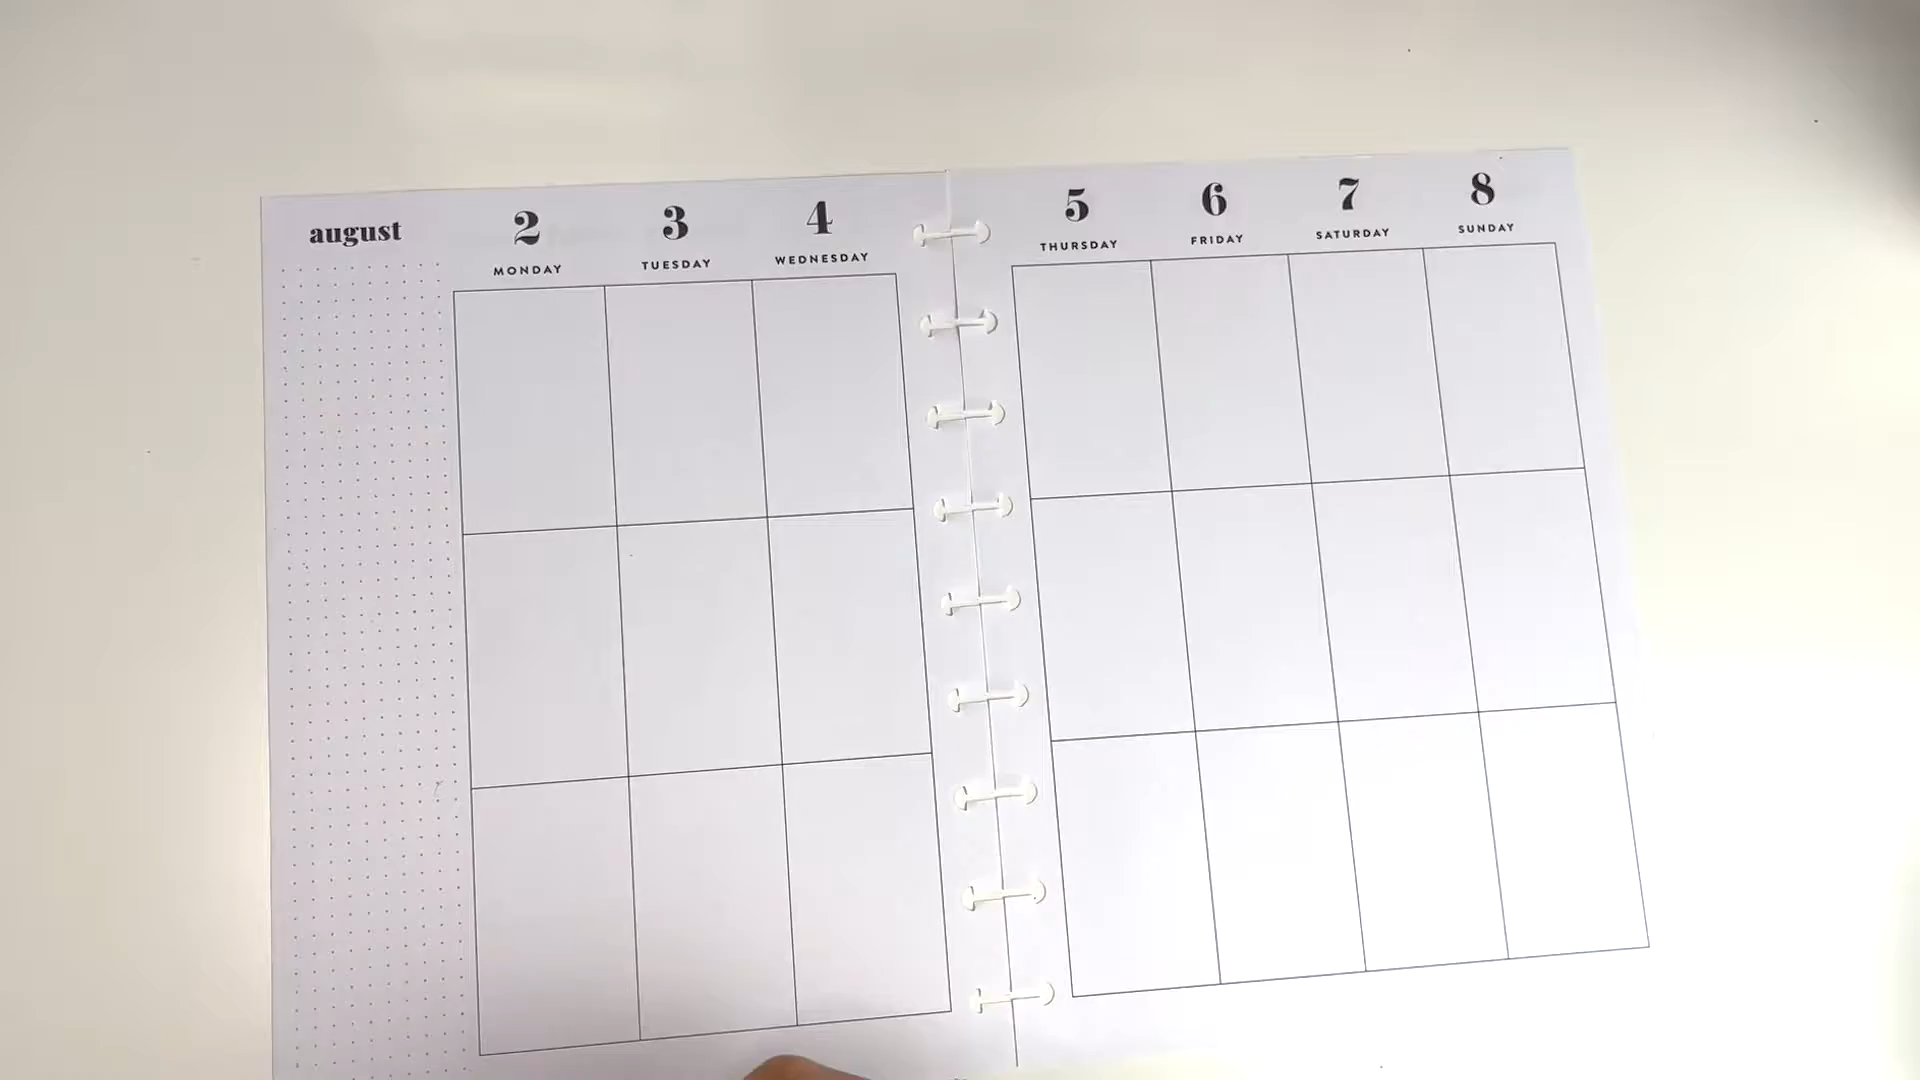 august
2 3 4
MONDAY TUESDAY WEDNESDAY
5 6 7 8
THURSDAY FRIDAY SATURDAY SUNDAY